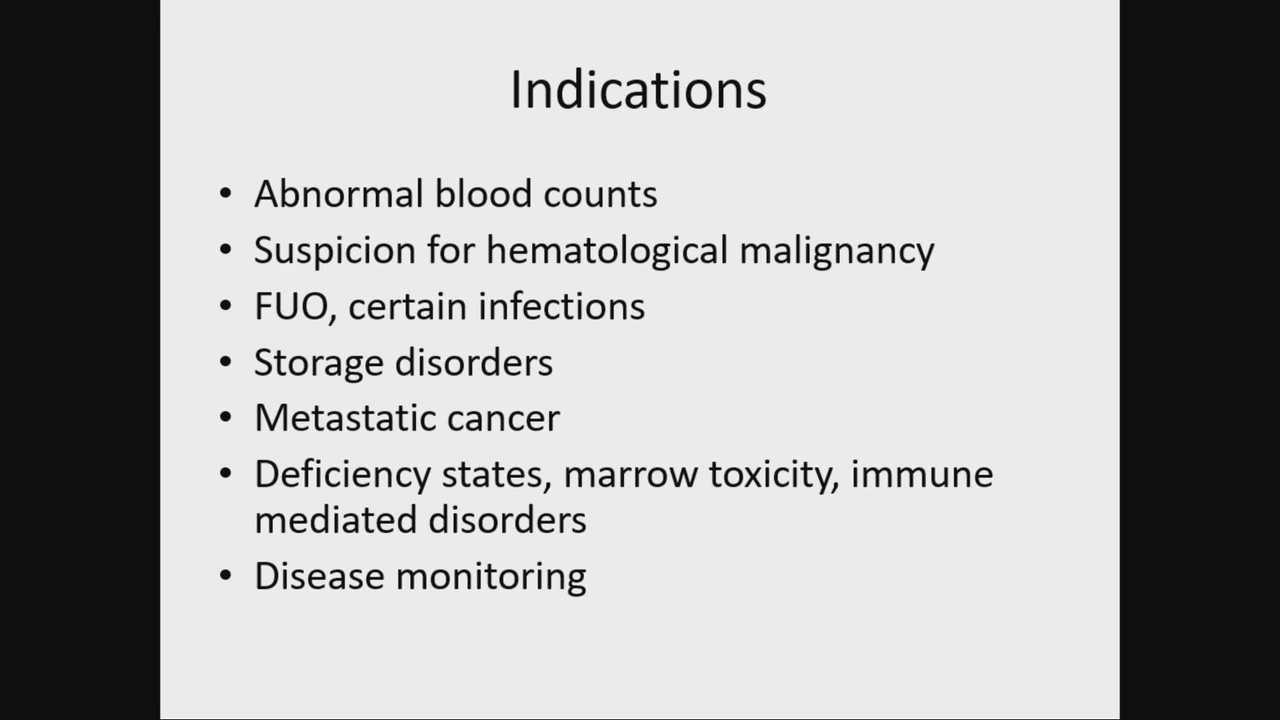 Indications
• Abnormal blood counts
• Suspicion for hematological malignancy
• FUO, certain infections
• Storage disorders
• Metastatic cancer
• Deficiency states, marrow toxicity, immune
mediated disorders
• Disease monitoring